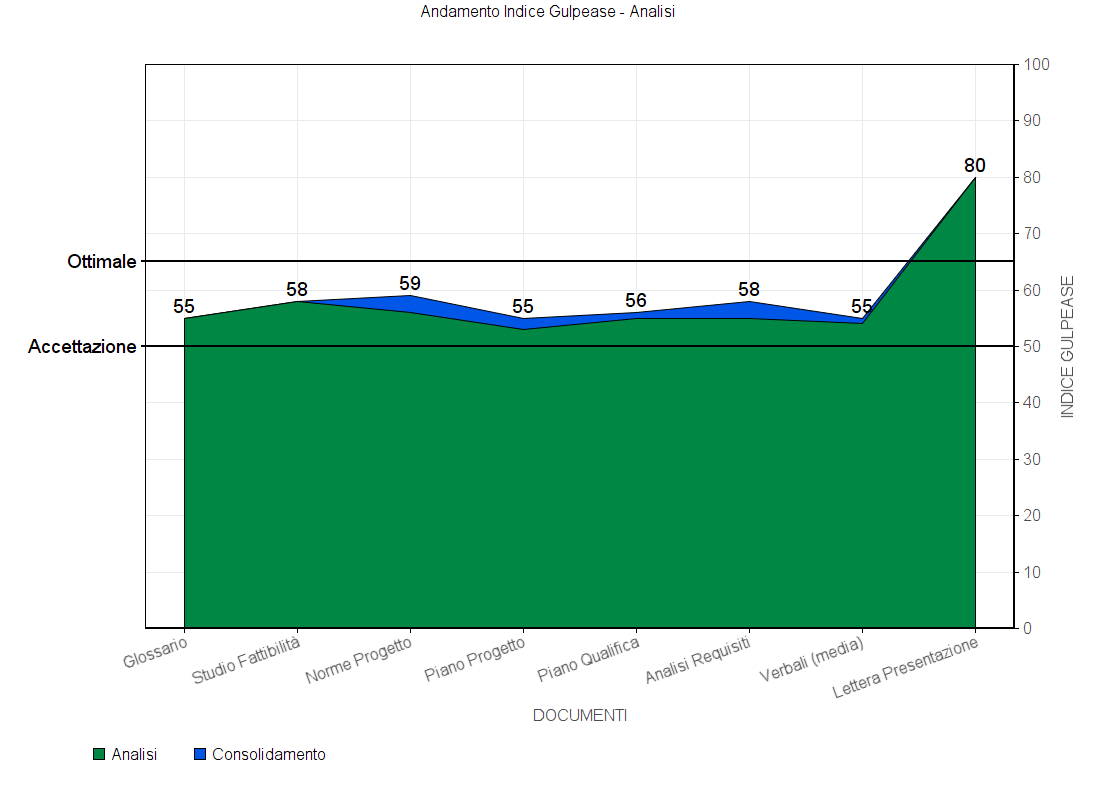 Andamento Indice Gulpease - Analisi
100
90
80
80
70
Ottimale
60
59
58
58
56
55
55
55
Accettazione
50
40
30
20
10
0
INDICE GULPEASE
Glossario
Studio Fattibilità
Norme Progetto
Piano Progetto
Piano Qualifica
Analisi Requisiti
Verbali (media)
Lettera Presentazione
DOCUMENTI
Analisi
Consolidamento